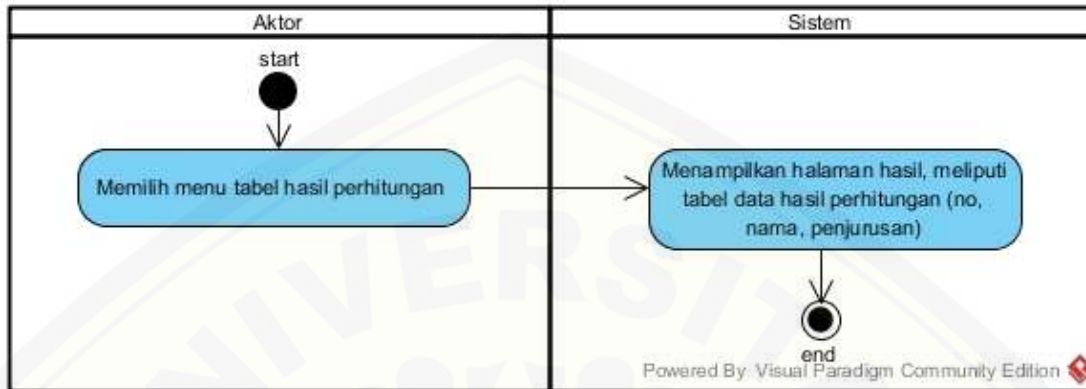 Aktor
Sistem
start
Memilih menu tabel hasil perhitungan
Menampilkan halaman hasil, meliputi
tabel data hasil perhitungan (no,
nama, penjurusan)
end
Powered By Visual Paradigm Community Edition
UNIVERSIT